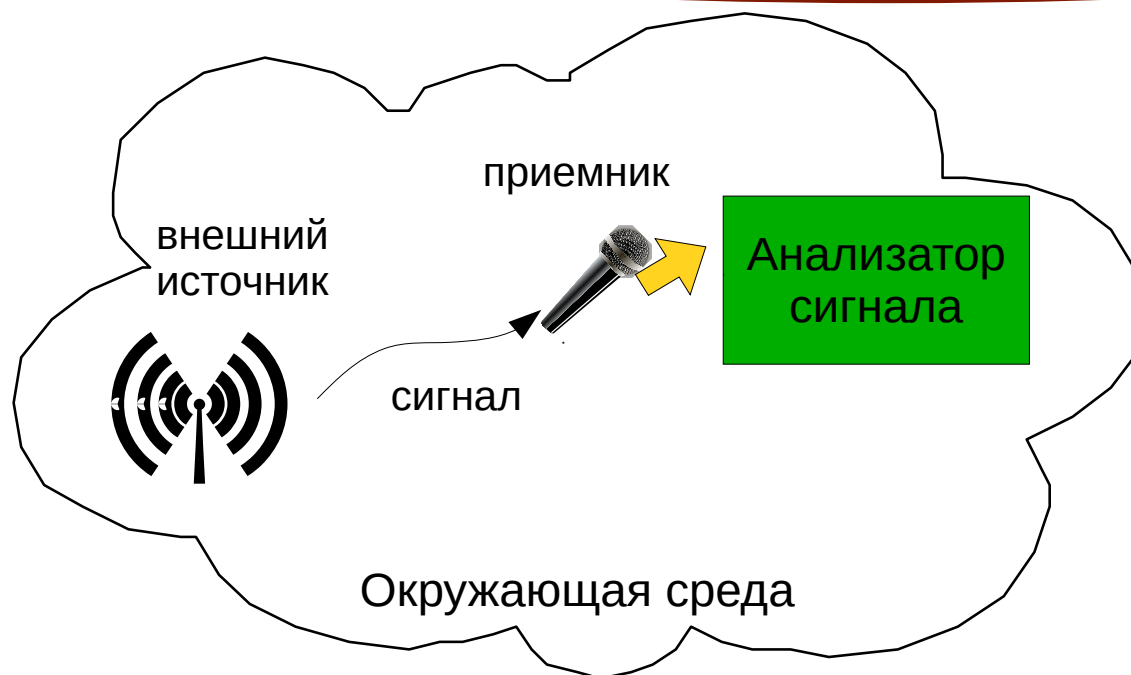 приемник
внешний
источник
Анализатор
сигнала
сигнал
Окружающая среда